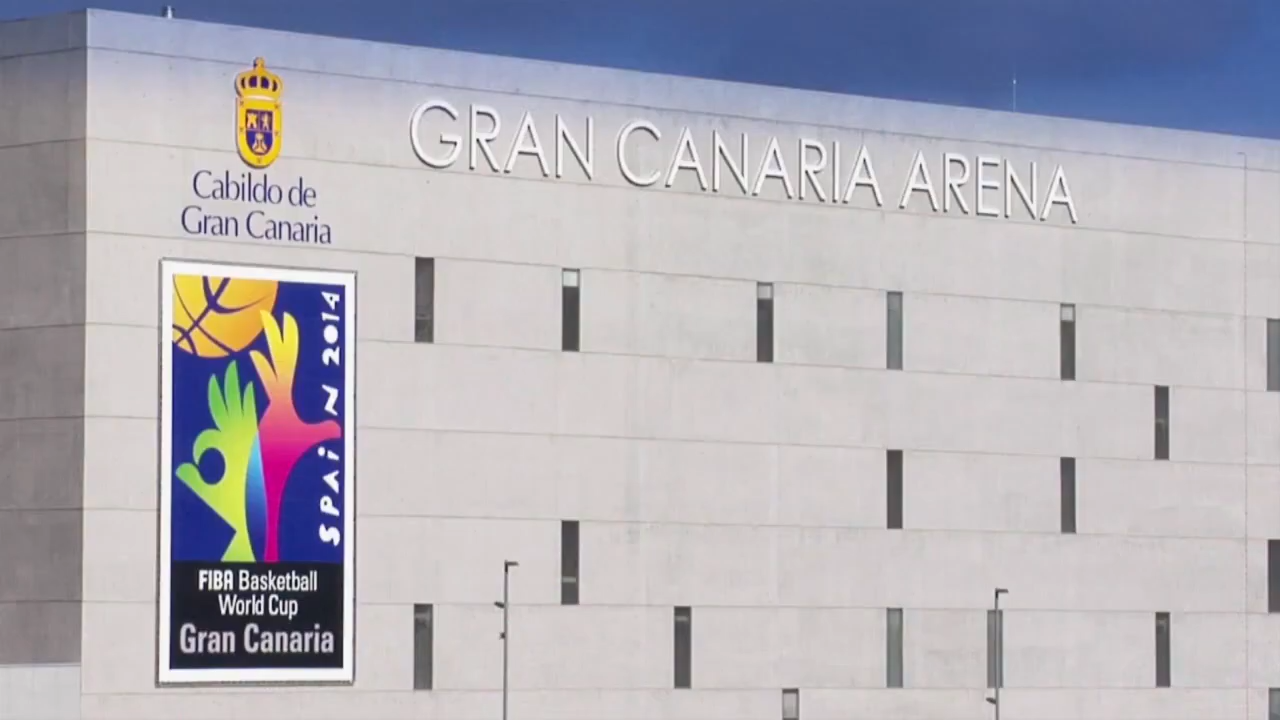 GRAN CANARIA ARENA
Cabildo de
Gran Canaria
SPAiN 2014
FIBA Basketball
World Cup
Gran Canaria